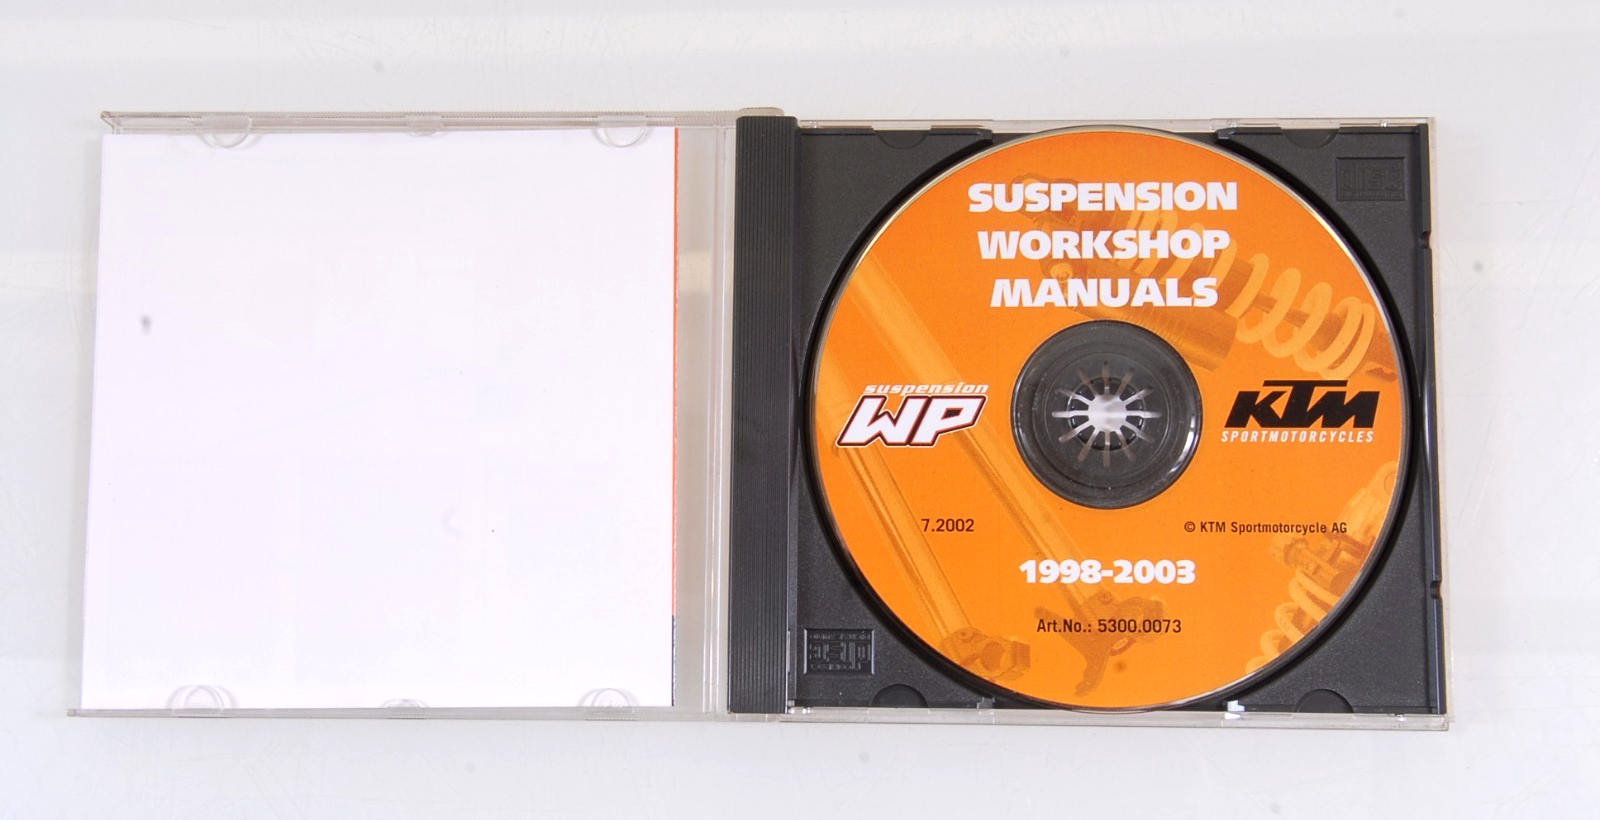 SUSPENSION
WORKSHOP
MANUALS
suspension
WP
KTM
SPORTMOTORCYCLES
7.2002
© KTM Sportmotorcycle AG
1998-2003
Art.No.: 5300.0073